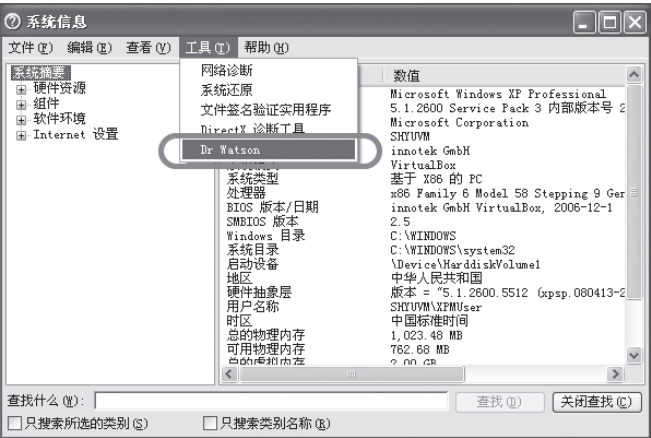 系统信息
文件(F) 编辑(E) 查看(V) 工具(T) 帮助(H)
系统摘要
硬件资源
组件
软件环境
Internet 设置
网络诊断
系统还原
文件签名验证实用程序
DirectX 诊断工具
Dr Watson
数值
Microsoft Windows XP Professional
5.1.2600 Service Pack 3 内部版本号 2
Microsoft Corporation
SHYUVM
innotek GmbH
VirtualBox
系统类型 基于 X86 的 PC
处理器 x86 Family 6 Model 58 Stepping 9 Ger
BIOS 版本/日期 innotek GmbH VirtualBox, 2006-12-1
SMBIOS 版本 2.5
Windows 目录 C:\WINDOWS
系统目录 C:\WINDOWS\system32
启动设备 \Device\HarddiskVolume1
地区 中华人民共和国
硬件抽象层 版本 = "5.1.2600.5512 (xpsp.080413-2
用户名称 SHYUVM\XPMUser
时区 中国标准时间
总的物理内存 1,023.48 MB
可用物理内存 762.68 MB
总的虚拟内存 2.00 GB
查找什么(W): 查找(D) 关闭查找(C)
只搜索所选的类别(S) 只搜索类别名称(R)